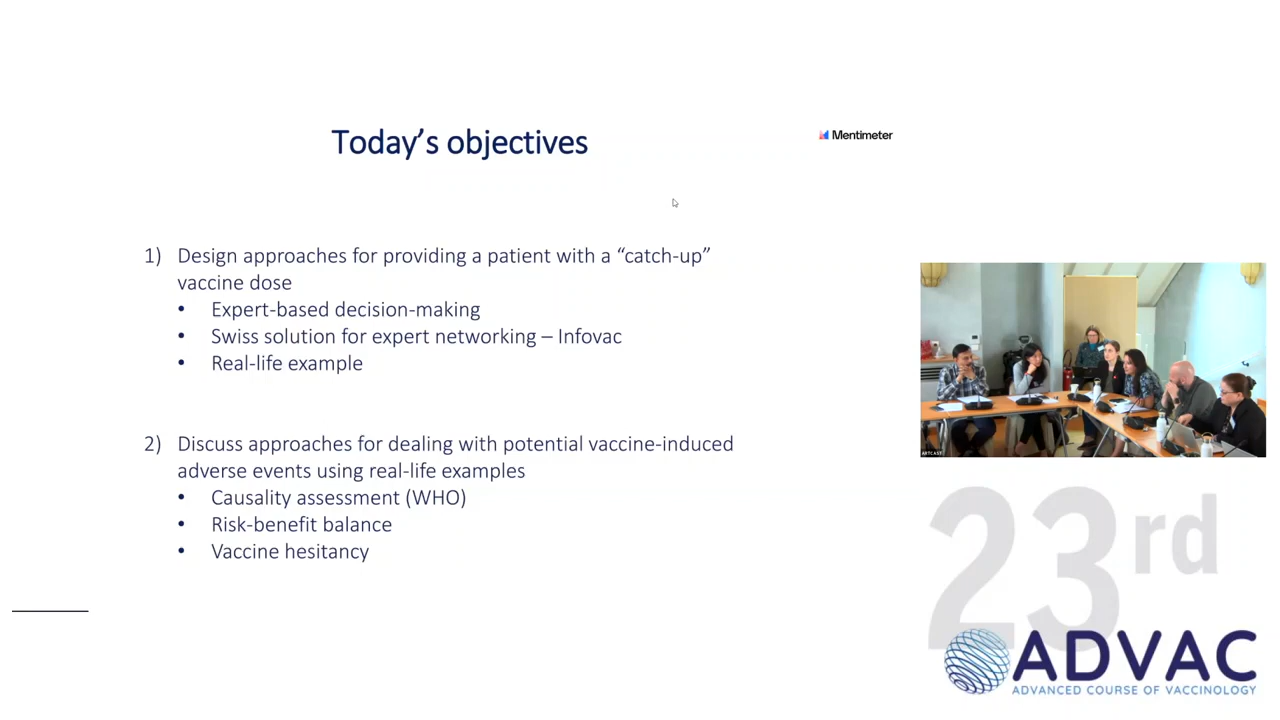 Today's objectives
Mentimeter
1) Design approaches for providing a patient with a “catch-up”
vaccine dose
• Expert-based decision-making
• Swiss solution for expert networking – Infovac
• Real-life example
2) Discuss approaches for dealing with potential vaccine-induced
adverse events using real-life examples
• Causality assessment (WHO)
• Risk-benefit balance
• Vaccine hesitancy
ARTCAST
23rd
ADVAC
ADVANCED COURSE OF VACCINOLOGY